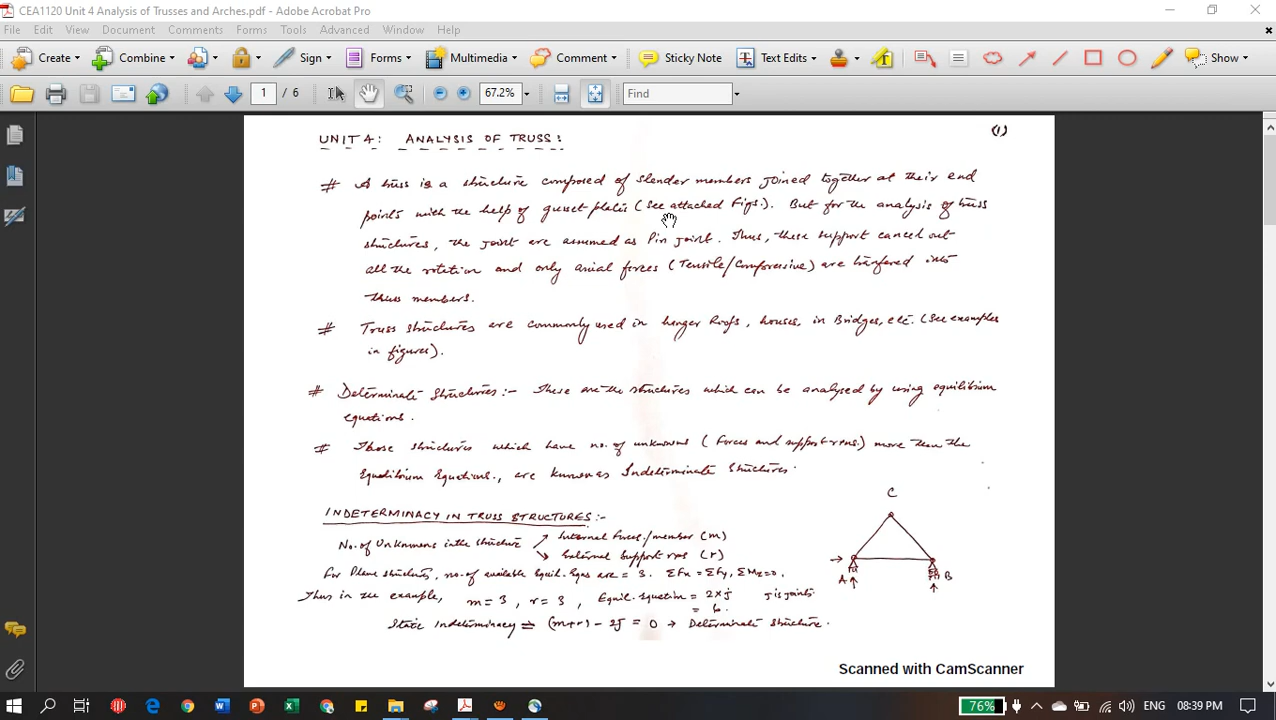 CEA1120 Unit 4 Analysis of Trusses and Arches.pdf - Adobe Acrobat Pro
File Edit View Document Comments Forms Tools Advanced Window Help
Create Combine Sign Forms Multimedia Comment Sticky Note Text Edits Show
1 / 6 67.2% Find
(1)
UNIT 4: ANALYSIS OF TRUSS:
# A truss is a structure composed of slender members joined together at their end
points with the help of gusset plates (See attached Figs.). But for the analysis of truss
structures, the joint are assumed as Pin joint. Thus, these support cancel out
all the rotation and only axial forces (Tensile/Compressive) are tranfered into
truss members.
# Truss structures are commonly used in hanger Roofs, houses, in Bridges, etc. (See examples
in figures).
# Determinate Structures:- These are the structures which can be analysed by using equilibrium
equations.
# Those structures which have no. of unknowns (Forces and support rxns.) more than the
Equilibrium Equations., are known as Indeterminate Structures.
INDETERMINACY IN TRUSS STRUCTURES:-
No. of Unknowns in the structure
Internal forces/member (m)
External Support rxns (r)
For Plane structures, no. of available Equil. Eqns are = 3. ΣFx = ΣFy, ΣMz=0.
Thus in the example, m = 3, r = 3, Equil. equation = 2xj j is joints
= 6.
Static Indeterminacy = (m+r) - 2j = 0 → Determinate Structure.
C
A
B
Scanned with CamScanner
76% ENG 08:39 PM